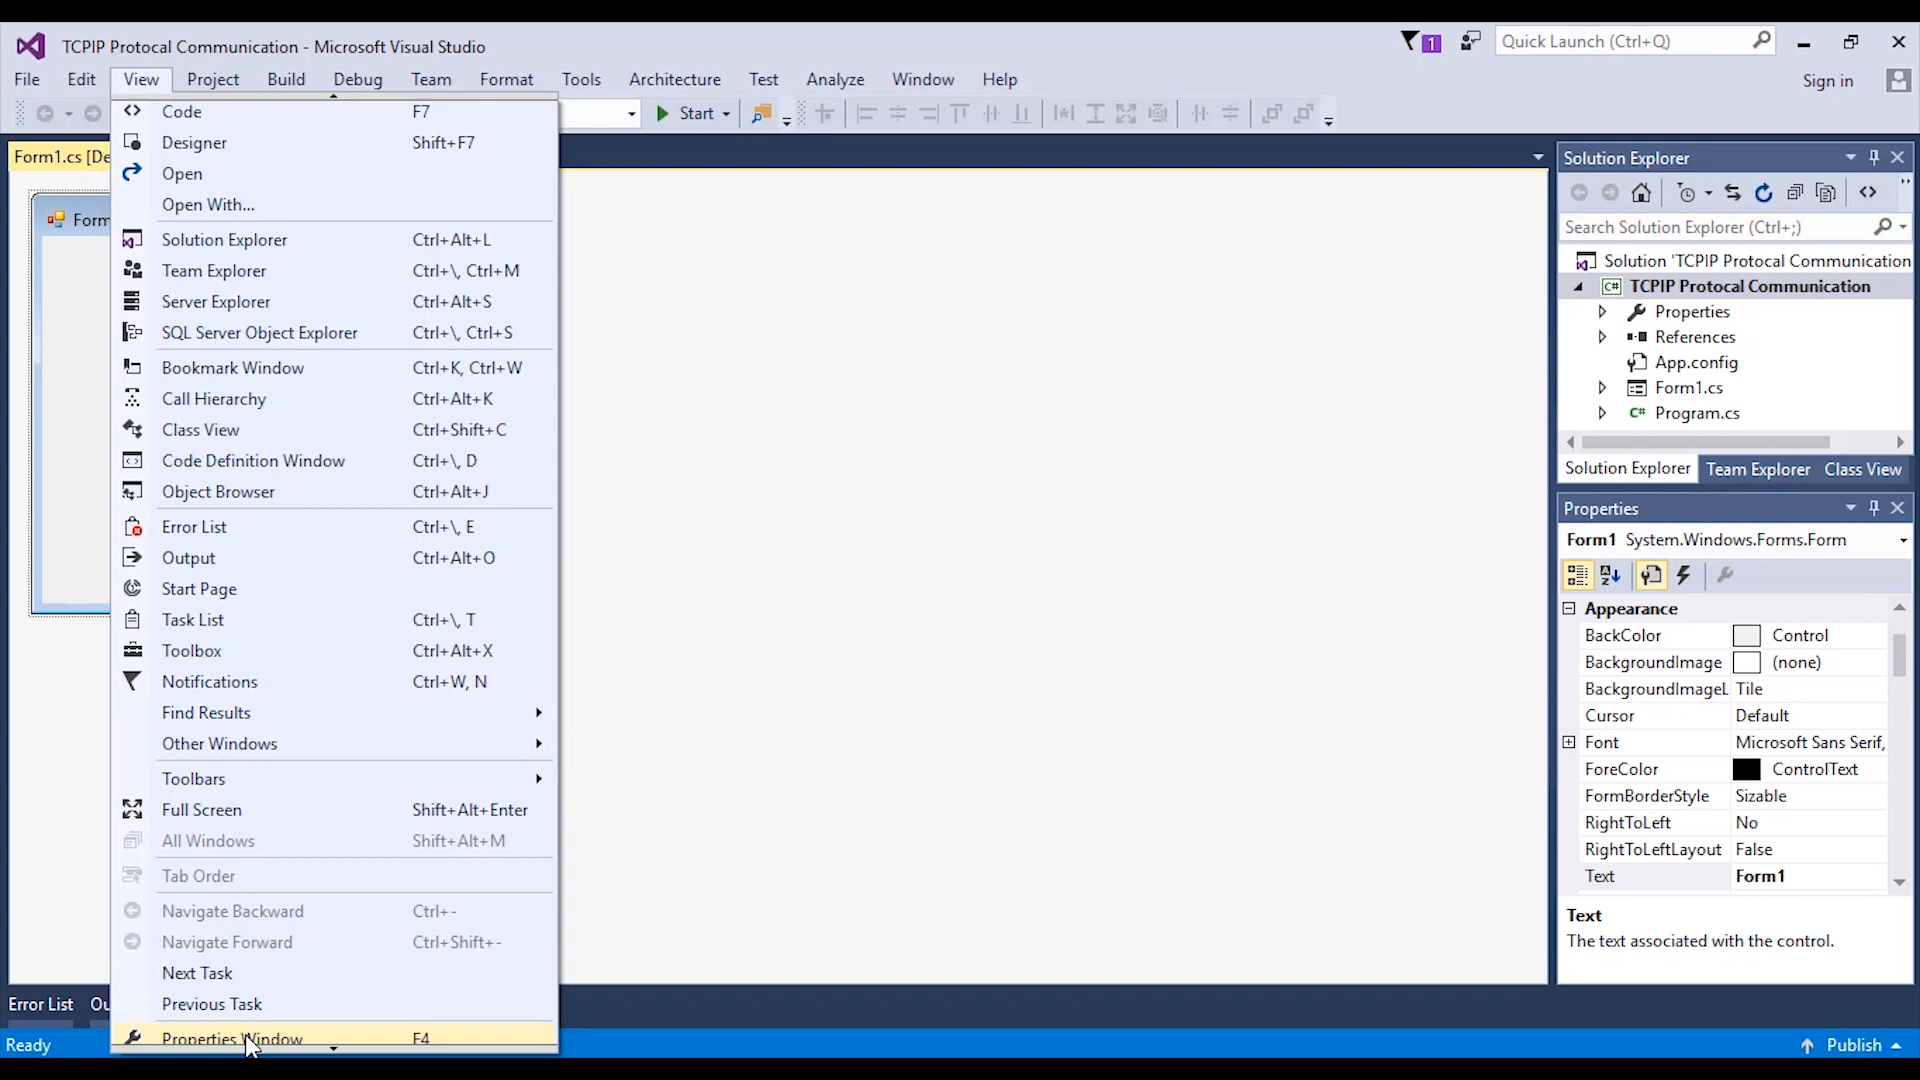 TCPIP Protocal Communication - Microsoft Visual Studio
1
Quick Launch (Ctrl+Q)
File Edit View Project Build Debug Team Format Tools Architecture Test Analyze Window Help
Sign in
Start
Form1.cs [De
Form
Code F7
Designer Shift+F7
Open
Open With...
Solution Explorer Ctrl+Alt+L
Team Explorer Ctrl+\, Ctrl+M
Server Explorer Ctrl+Alt+S
SQL Server Object Explorer Ctrl+\, Ctrl+S
Bookmark Window Ctrl+K, Ctrl+W
Call Hierarchy Ctrl+Alt+K
Class View Ctrl+Shift+C
Code Definition Window Ctrl+\, D
Object Browser Ctrl+Alt+J
Error List Ctrl+\, E
Output Ctrl+Alt+O
Start Page
Task List Ctrl+\, T
Toolbox Ctrl+Alt+X
Notifications Ctrl+W, N
Find Results
Other Windows
Toolbars
Full Screen Shift+Alt+Enter
All Windows Shift+Alt+M
Tab Order
Navigate Backward Ctrl+-
Navigate Forward Ctrl+Shift+-
Next Task
Previous Task
Properties Window F4
Solution Explorer
Search Solution Explorer (Ctrl+;)
Solution 'TCPIP Protocal Communication
C# TCPIP Protocal Communication
Properties
References
App.config
Form1.cs
C# Program.cs
Solution Explorer Team Explorer Class View
Properties
Form1 System.Windows.Forms.Form
Appearance
BackColor Control
BackgroundImage (none)
BackgroundImageL Tile
Cursor Default
Font Microsoft Sans Serif,
ForeColor ControlText
FormBorderStyle Sizable
RightToLeft No
RightToLeftLayout False
Text Form1
Text
The text associated with the control.
Error List Ou
Ready
Publish